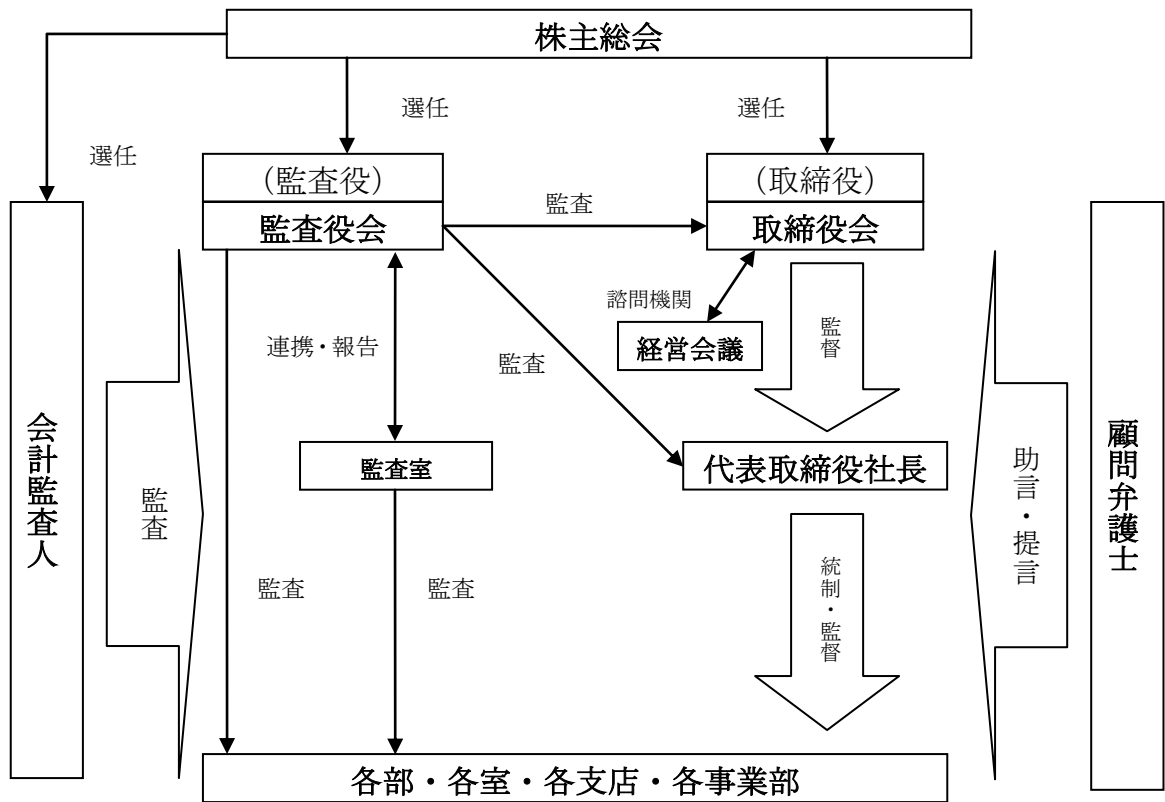 株主総会
選任
選任
選任
（監査役）
（取締役）
監査
監査役会
取締役会
諮問機関
経営会議
監督
連携・報告
監査
会計監査人
監査
監査室
代表取締役社長
助言・提言
顧問弁護士
監査
監査
統制・監督
各部・各室・各支店・各事業部